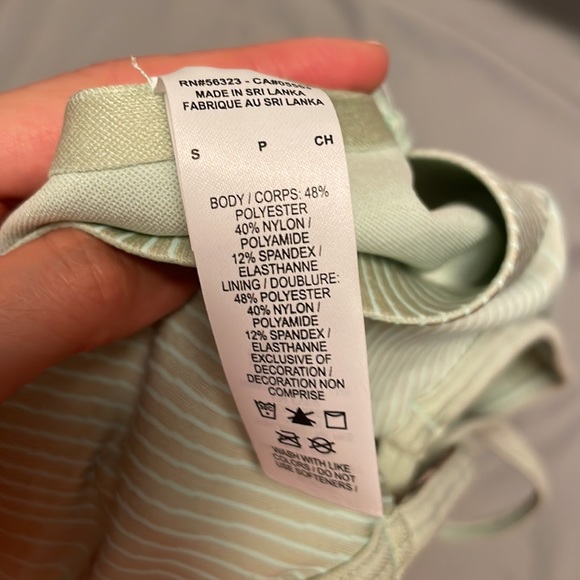 RN#56323 - CA#05553
MADE IN SRI LANKA
FABRIQUE AU SRI LANKA
S P CH
BODY / CORPS: 48%
POLYESTER
40% NYLON /
POLYAMIDE
12% SPANDEX /
ELASTHANNE
LINING / DOUBLURE:
48% POLYESTER
40% NYLON /
POLYAMIDE
12% SPANDEX /
ELASTHANNE
EXCLUSIVE OF
DECORATION /
DECORATION NON
COMPRISE
WASH WITH LIKE
COLORS / DO NOT
USE SOFTENERS /